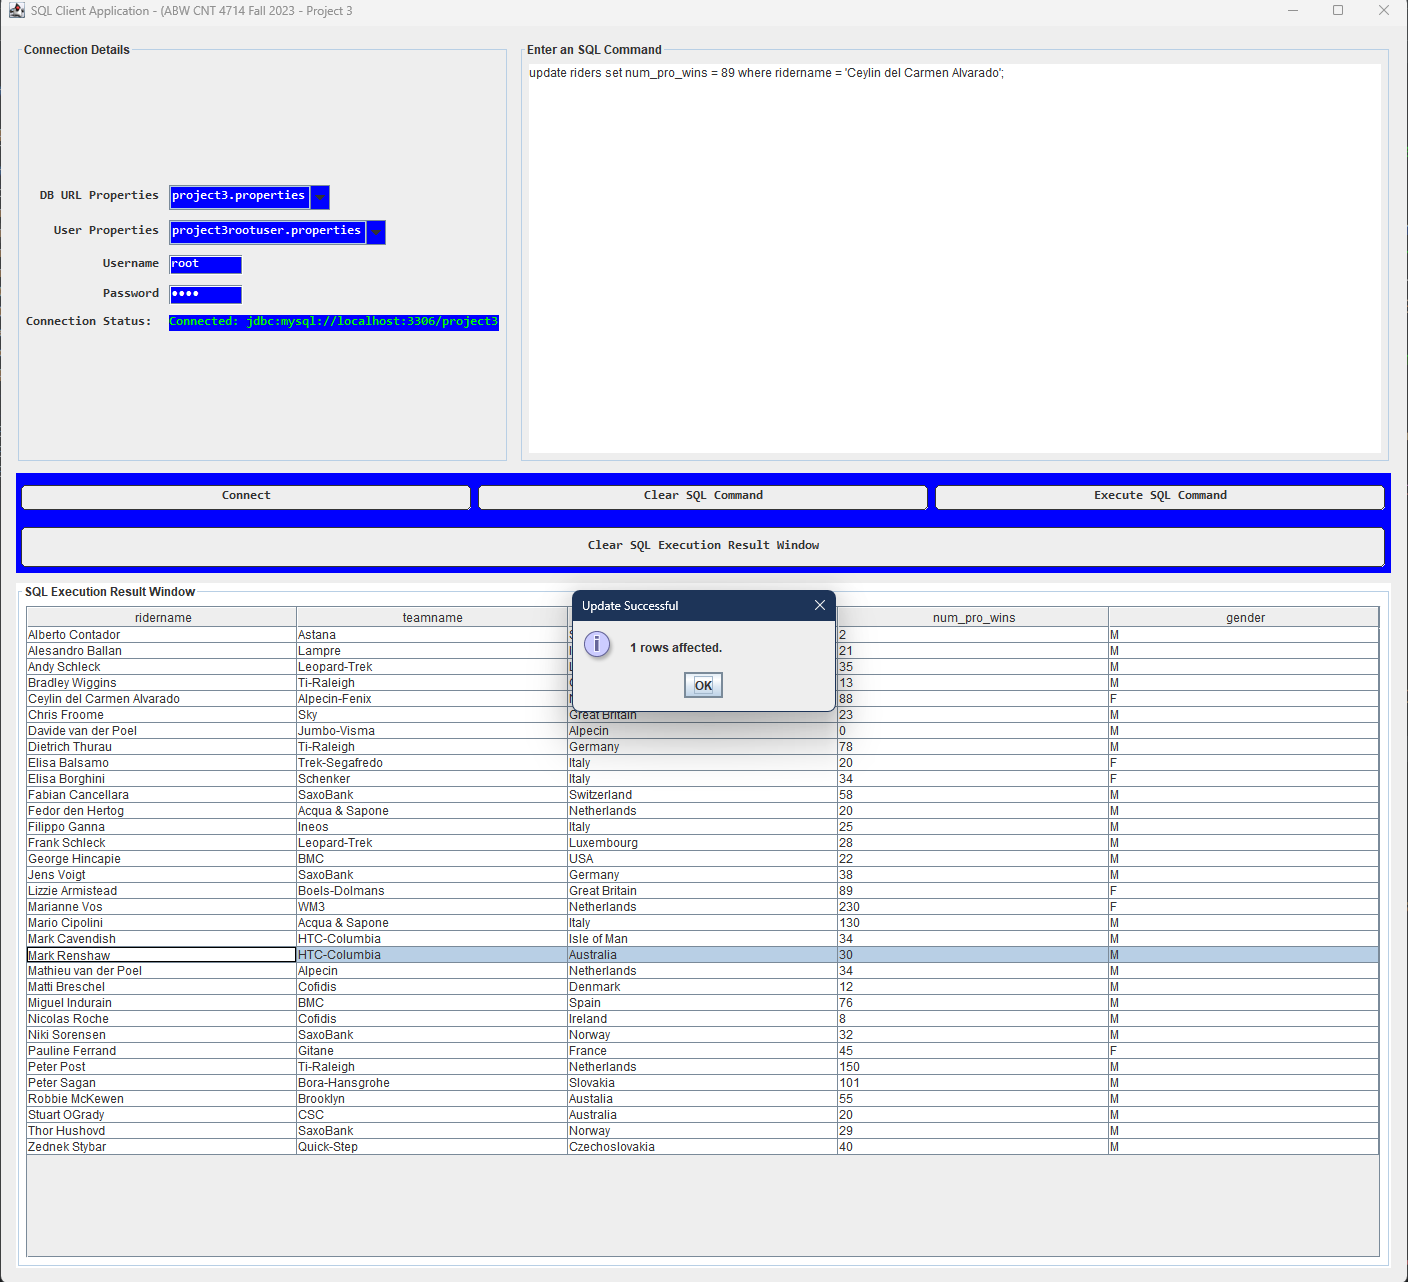 SQL Client Application - (ABW CNT 4714 Fall 2023 - Project 3
Connection Details
Enter an SQL Command
update riders set num_pro_wins = 89 where ridername = 'Ceylin del Carmen Alvarado';
DB URL Properties project3.properties
User Properties project3rootuser.properties
Username root
Password ••••
Connection Status: Connected: jdbc:mysql://localhost:3306/project3
Connect Clear SQL Command Execute SQL Command
Clear SQL Execution Result Window
SQL Execution Result Window
Update Successful
1 rows affected.
OK
ridername teamname num_pro_wins gender
Alberto Contador Astana 2 M
Alesandro Ballan Lampre 21 M
Andy Schleck Leopard-Trek 35 M
Bradley Wiggins Ti-Raleigh 13 M
Ceylin del Carmen Alvarado Alpecin-Fenix 88 F
Chris Froome Sky Great Britain 23 M
Davide van der Poel Jumbo-Visma Alpecin 0 M
Dietrich Thurau Ti-Raleigh Germany 78 M
Elisa Balsamo Trek-Segafredo Italy 20 F
Elisa Borghini Schenker Italy 34 F
Fabian Cancellara SaxoBank Switzerland 58 M
Fedor den Hertog Acqua & Sapone Netherlands 20 M
Filippo Ganna Ineos Italy 25 M
Frank Schleck Leopard-Trek Luxembourg 28 M
George Hincapie BMC USA 22 M
Jens Voigt SaxoBank Germany 38 M
Lizzie Armistead Boels-Dolmans Great Britain 89 F
Marianne Vos WM3 Netherlands 230 F
Mario Cipolini Acqua & Sapone Italy 130 M
Mark Cavendish HTC-Columbia Isle of Man 34 M
Mark Renshaw HTC-Columbia Australia 30 M
Mathieu van der Poel Alpecin Netherlands 34 M
Matti Breschel Cofidis Denmark 12 M
Miguel Indurain BMC Spain 76 M
Nicolas Roche Cofidis Ireland 8 M
Niki Sorensen SaxoBank Norway 32 M
Pauline Ferrand Gitane France 45 F
Peter Post Ti-Raleigh Netherlands 150 M
Peter Sagan Bora-Hansgrohe Slovakia 101 M
Robbie McKewen Brooklyn Austalia 55 M
Stuart OGrady CSC Australia 20 M
Thor Hushovd SaxoBank Norway 29 M
Zednek Stybar Quick-Step Czechoslovakia 40 M